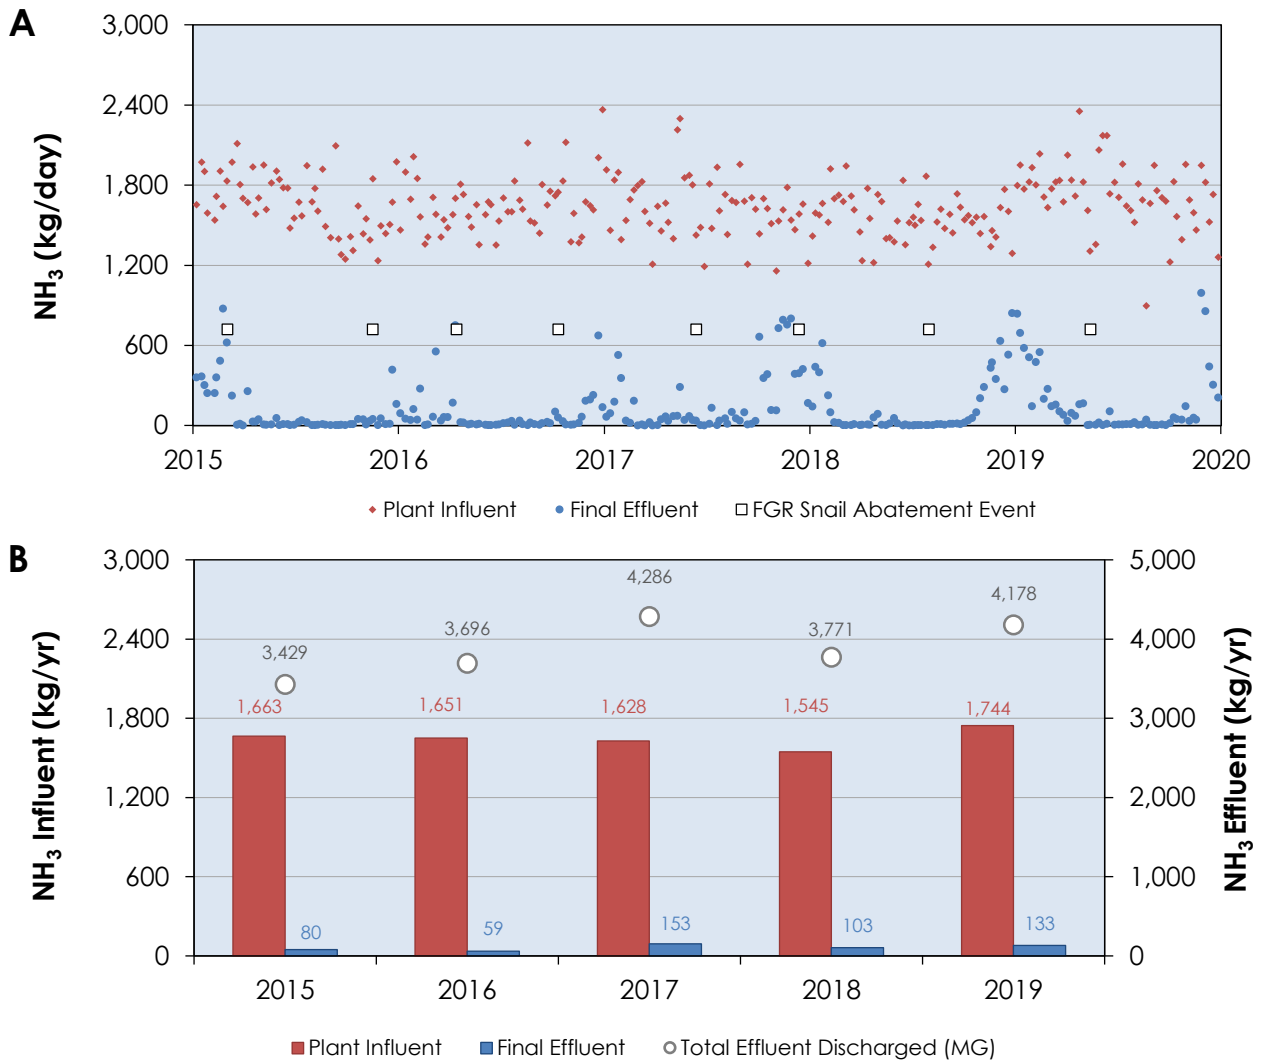 A
3,000
2,400
1,800
1,200
600
0
NH3 (kg/day)
2015 2016 2017 2018 2019 2020
Plant Influent Final Effluent FGR Snail Abatement Event
B
3,000
2,400
1,800
1,200
600
0
NH3 Influent (kg/yr)
5,000
4,000
3,000
2,000
1,000
0
NH3 Effluent (kg/yr)
3,429 3,696 4,286 3,771 4,178
1,663 1,651 1,628 1,545 1,744
80 59 153 103 133
2015 2016 2017 2018 2019
Plant Influent Final Effluent Total Effluent Discharged (MG)